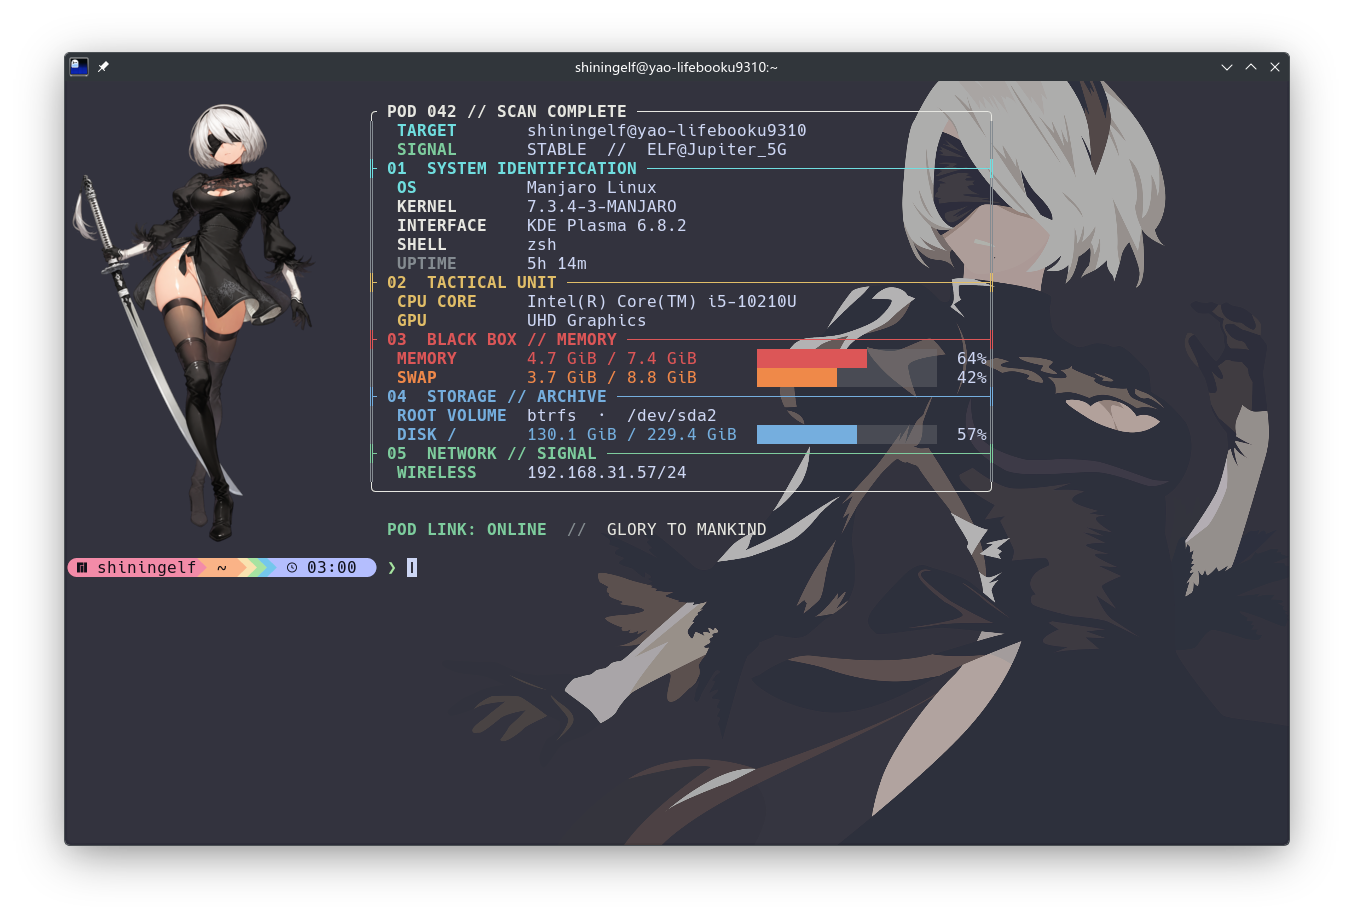 shiningelf@yao-lifebooku9310:~
POD 042 // SCAN COMPLETE
TARGET shiningelf@yao-lifebooku9310
SIGNAL STABLE // ELF@Jupiter_5G
01 SYSTEM IDENTIFICATION
OS Manjaro Linux
KERNEL 7.3.4-3-MANJARO
INTERFACE KDE Plasma 6.8.2
SHELL zsh
UPTIME 5h 14m
02 TACTICAL UNIT
CPU CORE Intel(R) Core(TM) i5-10210U
GPU UHD Graphics
03 BLACK BOX // MEMORY
MEMORY 4.7 GiB / 7.4 GiB 64%
SWAP 3.7 GiB / 8.8 GiB 42%
04 STORAGE // ARCHIVE
ROOT VOLUME btrfs · /dev/sda2
DISK / 130.1 GiB / 229.4 GiB 57%
05 NETWORK // SIGNAL
WIRELESS 192.168.31.57/24
POD LINK: ONLINE // GLORY TO MANKIND
shiningelf ~ 03:00 ❯